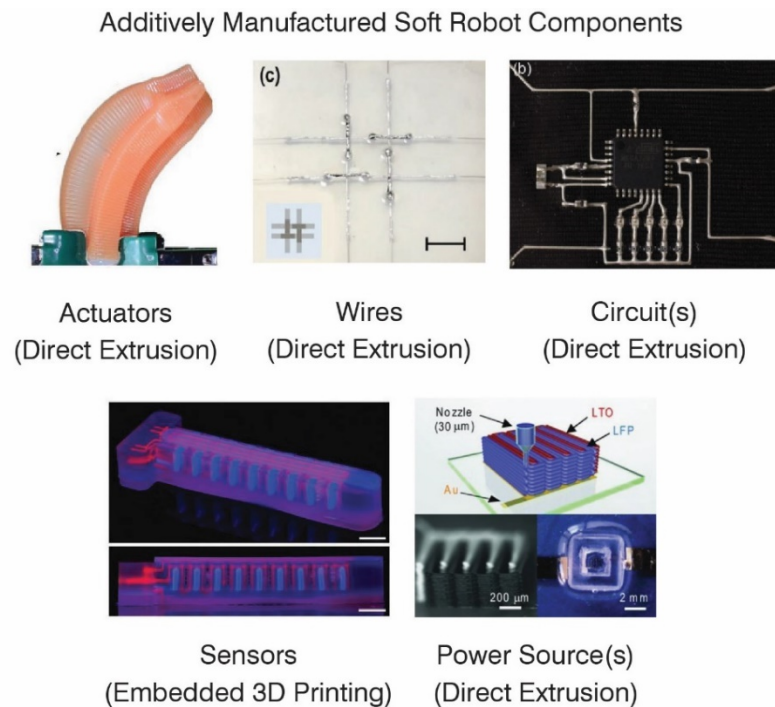 Additively Manufactured Soft Robot Components
(c)
(b)
Actuators
(Direct Extrusion)
Wires
(Direct Extrusion)
Circuit(s)
(Direct Extrusion)
Nozzle
(30 µm)
LTO
LFP
Au
200 µm
2 mm
Sensors
(Embedded 3D Printing)
Power Source(s)
(Direct Extrusion)